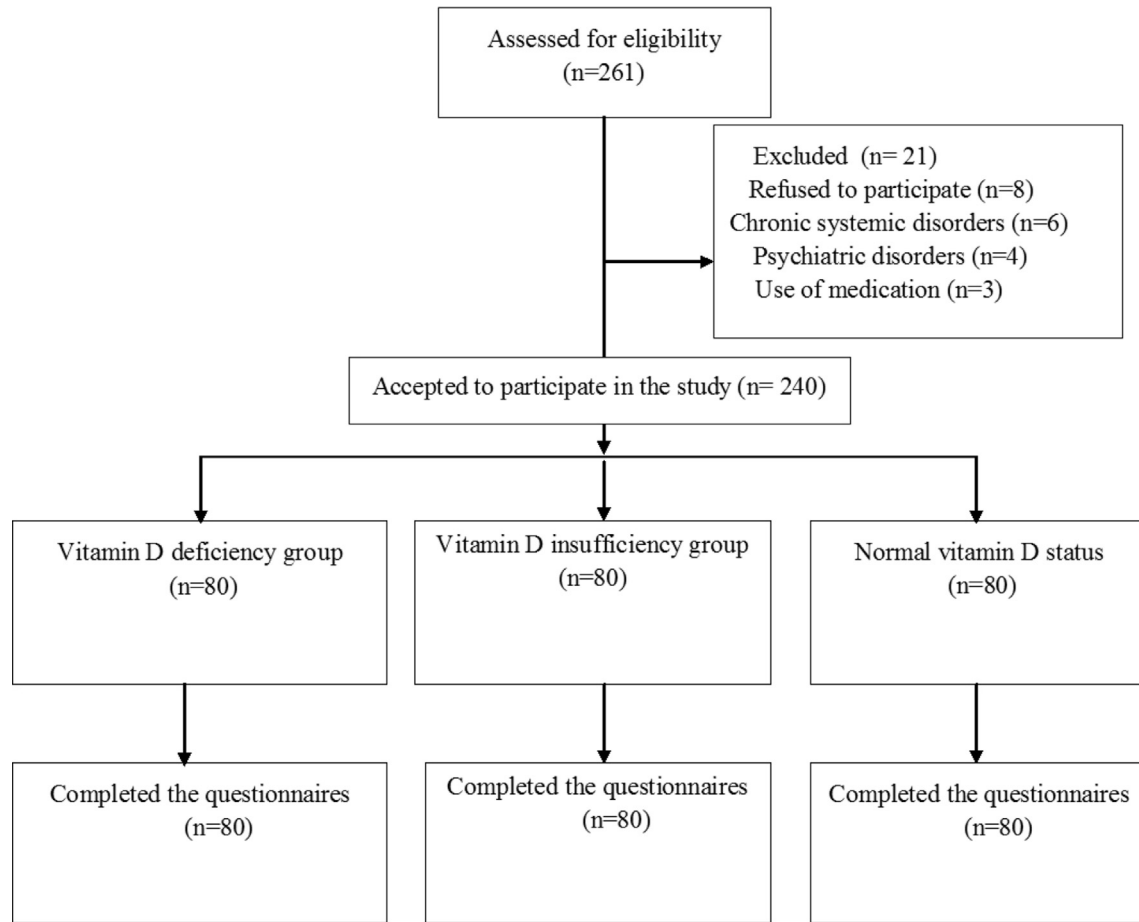 Assessed for eligibility
(n=261)
Excluded (n= 21)
Refused to participate (n=8)
Chronic systemic disorders (n=6)
Psychiatric disorders (n=4)
Use of medication (n=3)
Accepted to participate in the study (n= 240)
Vitamin D deficiency group
(n=80)
Vitamin D insufficiency group
(n=80)
Normal vitamin D status
(n=80)
Completed the questionnaires
(n=80)
Completed the questionnaires
(n=80)
Completed the questionnaires
(n=80)